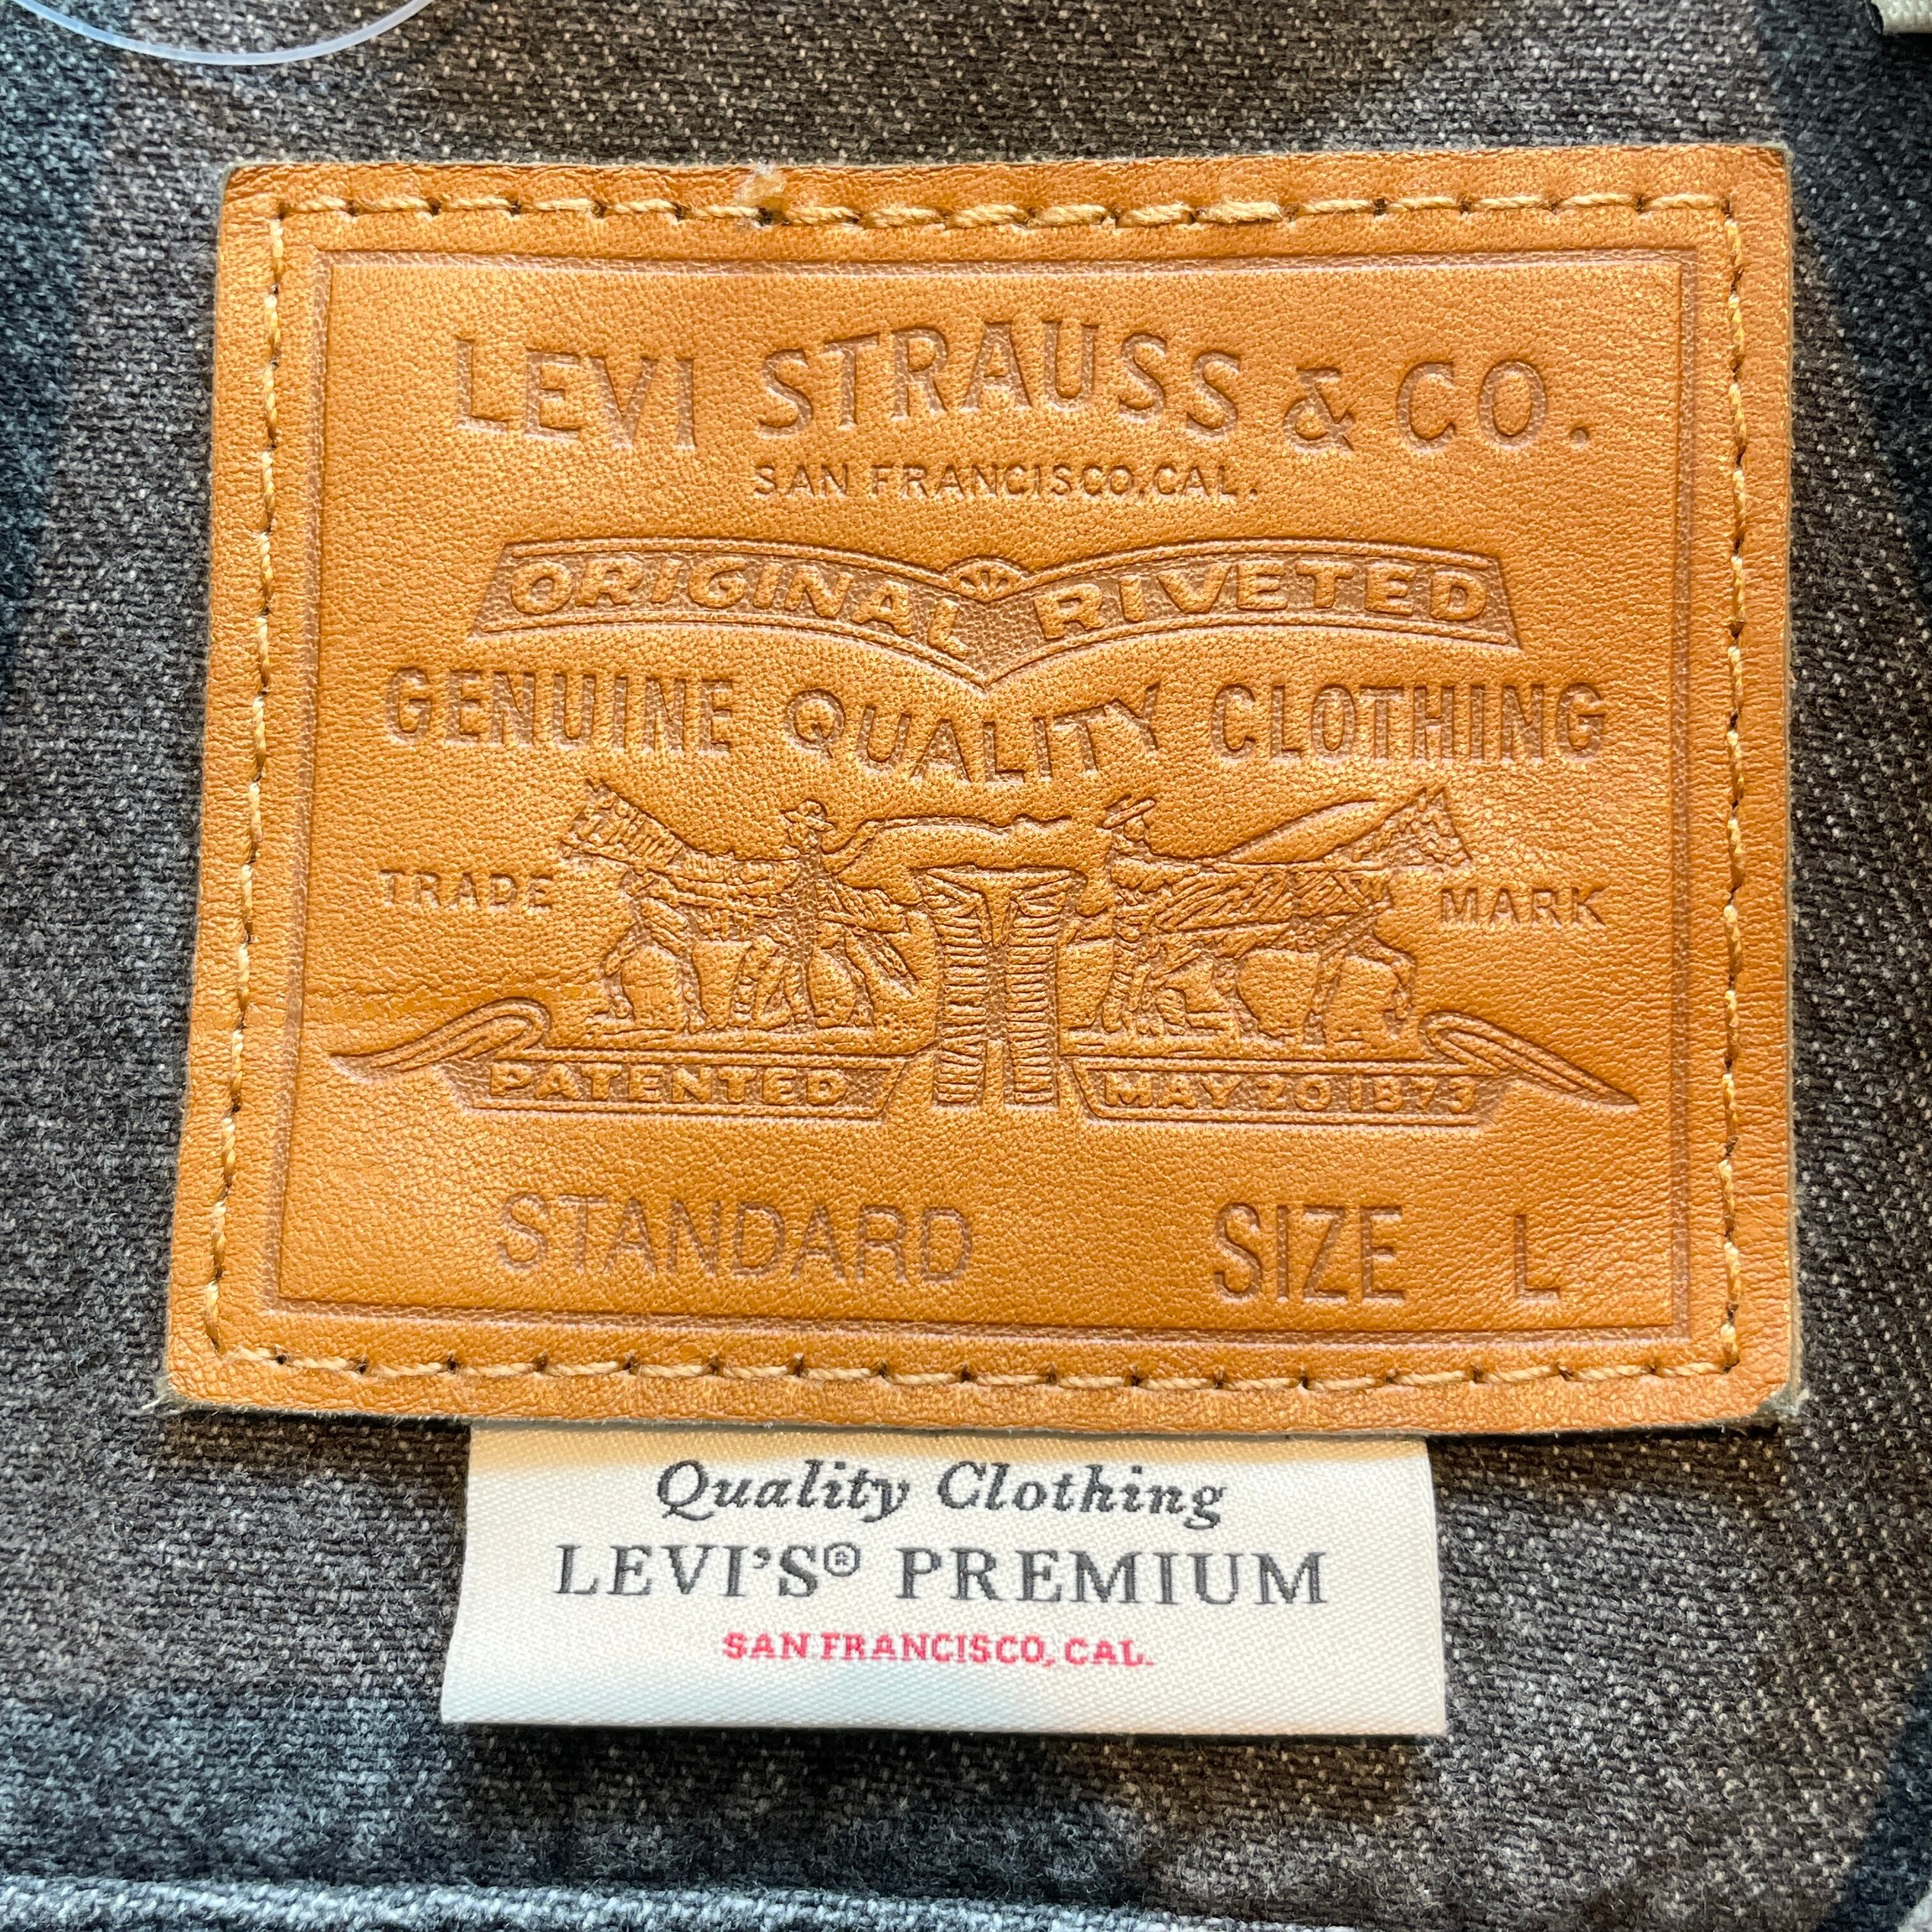 LEVI STRAUSS & CO.
SAN FRANCISCO, CAL.
ORIGINAL RIVETED
GENUINE QUALITY CLOTHING
TRADE MARK
PATENTED MAY 20 1873
STANDARD SIZE L
Quality Clothing
LEVI'S® PREMIUM
SAN FRANCISCO, CAL.